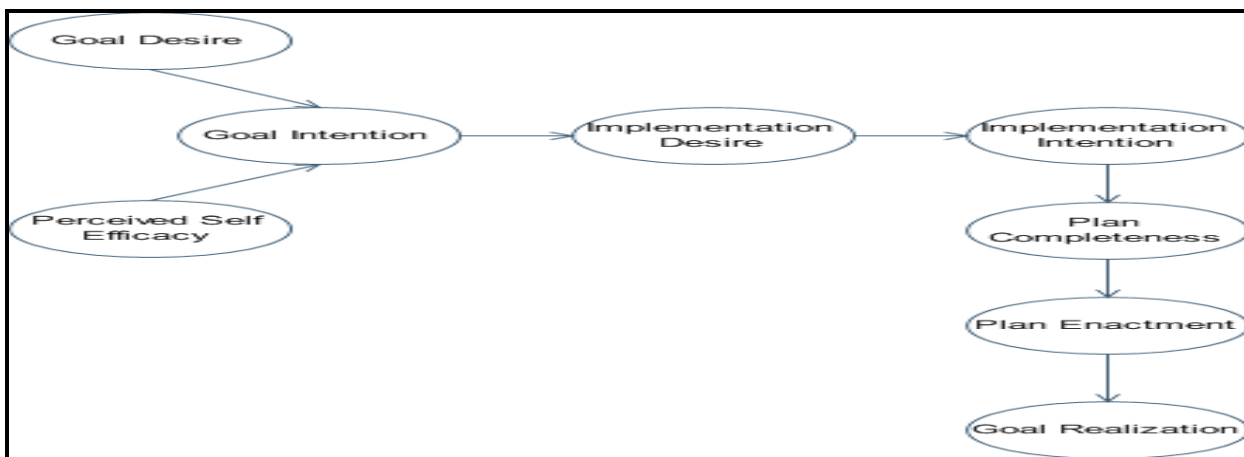 Goal Desire
Goal Intention
Implementation
Desire
Implementation
Intention
Perceived Self
Efficacy
Plan
Completeness
Plan Enactment
Goal Realization